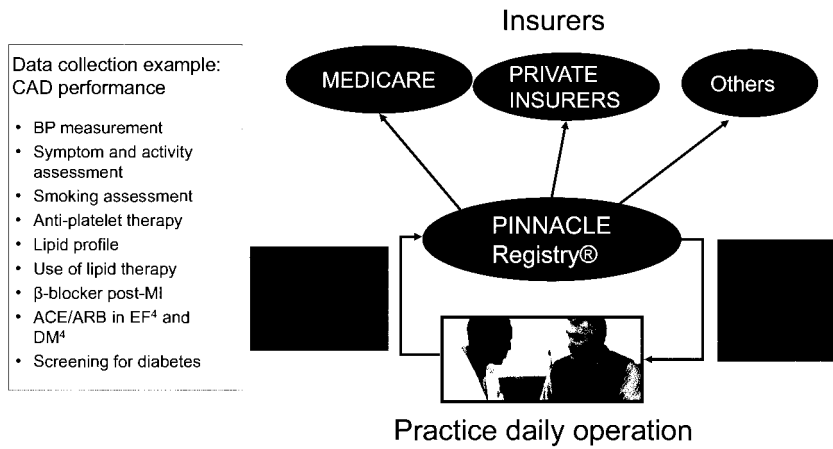 Insurers
Data collection example:
CAD performance
• BP measurement
• Symptom and activity
assessment
• Smoking assessment
• Anti-platelet therapy
• Lipid profile
• Use of lipid therapy
• β-blocker post-MI
• ACE/ARB in EF⁴ and
DM⁴
• Screening for diabetes
MEDICARE
PRIVATE
INSURERS
Others
PINNACLE
Registry®
Practice daily operation